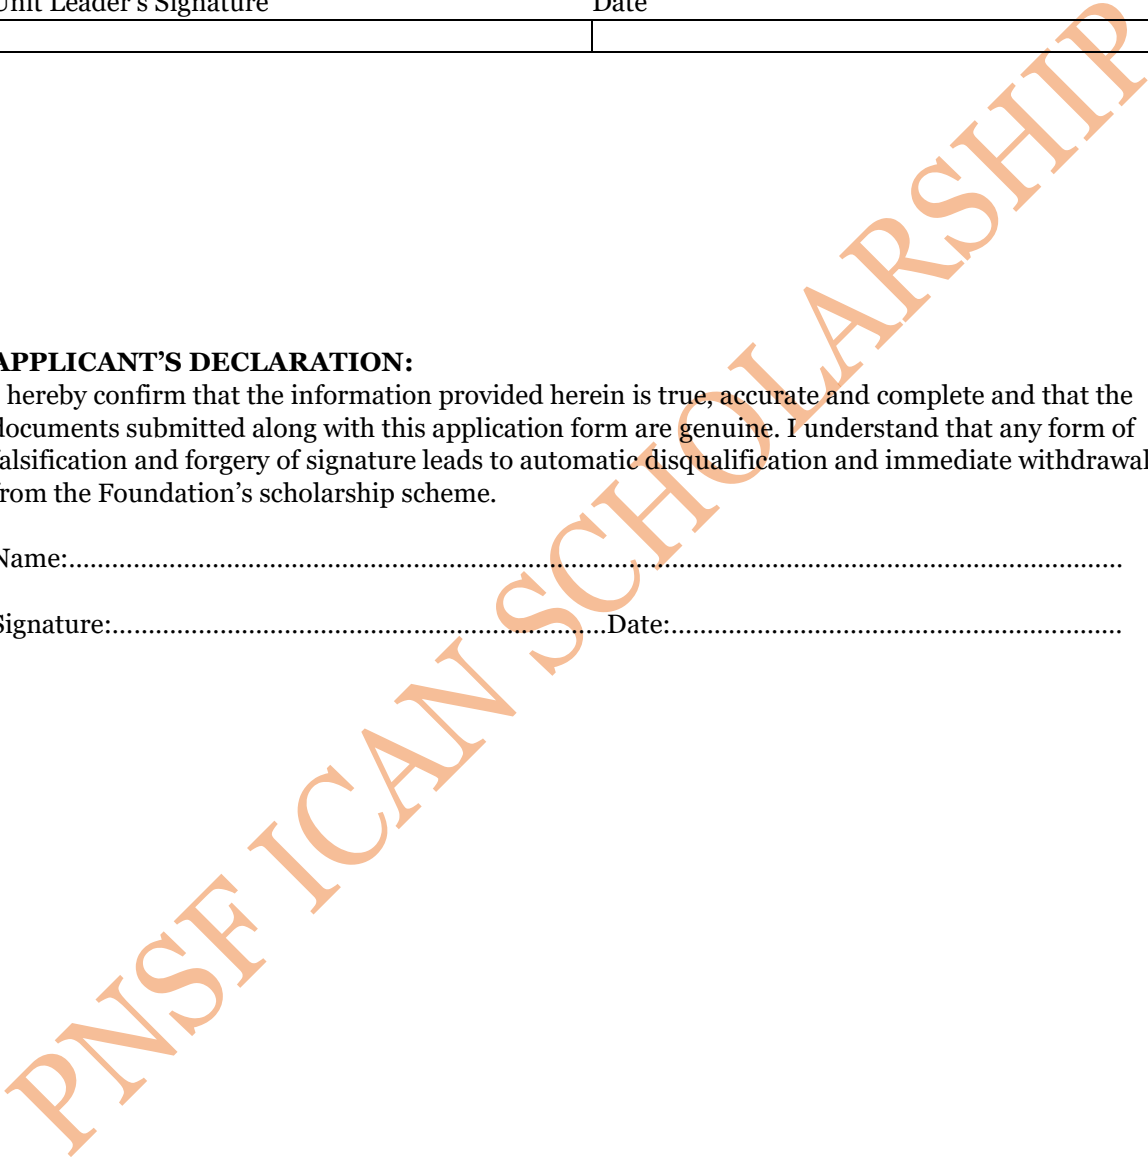 Unit Leader's Signature Date
APPLICANT’S DECLARATION:
hereby confirm that the information provided herein is true, accurate and complete and that the
documents submitted along with this application form are genuine. I understand that any form of
falsification and forgery of signature leads to automatic disqualification and immediate withdrawal
from the Foundation’s scholarship scheme.
Name:...............................................................................................................................................
Signature:....................................................................Date:..............................................................
PNSF ICAN SCHOLARSHIP